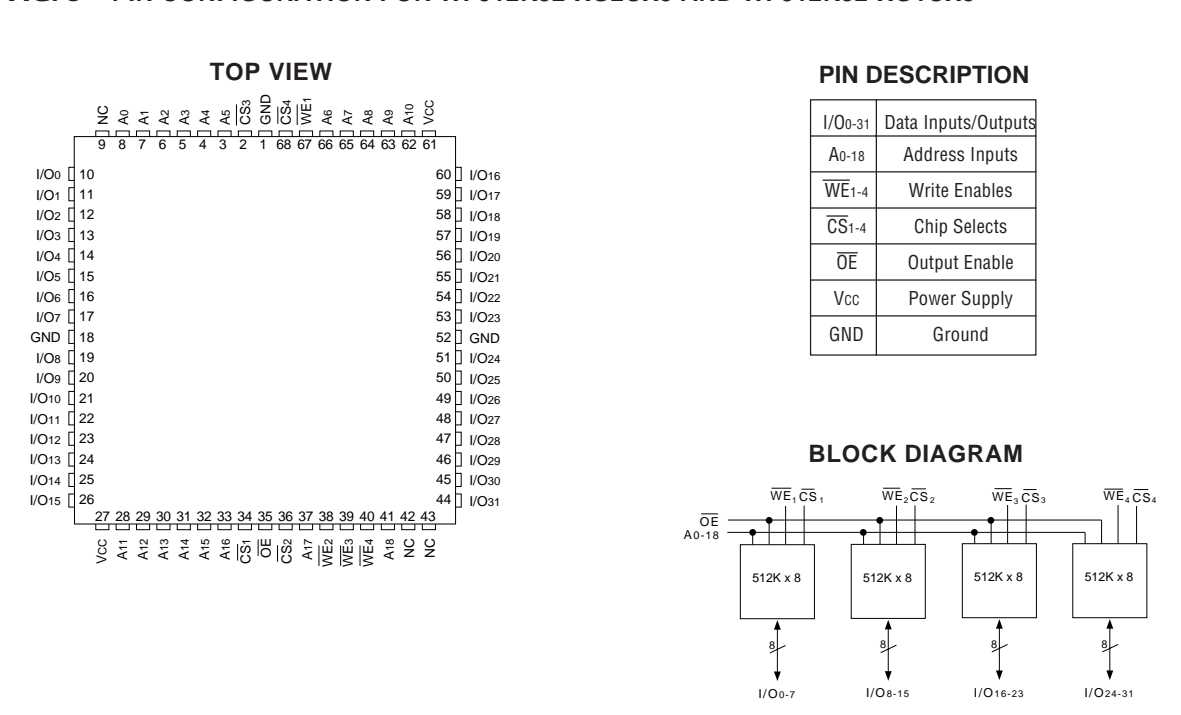 TOP VIEW
NC A0 A1 A2 A3 A4 A5 CS3 GND CS4 WE1 A6 A7 A8 A9 A10 VCC
9 8 7 6 5 4 3 2 1 68 67 66 65 64 63 62 61
I/O0 10 60 I/O16
I/O1 11 59 I/O17
I/O2 12 58 I/O18
I/O3 13 57 I/O19
I/O4 14 56 I/O20
I/O5 15 55 I/O21
I/O6 16 54 I/O22
I/O7 17 53 I/O23
GND 18 52 GND
I/O8 19 51 I/O24
I/O9 20 50 I/O25
I/O10 21 49 I/O26
I/O11 22 48 I/O27
I/O12 23 47 I/O28
I/O13 24 46 I/O29
I/O14 25 45 I/O30
I/O15 26 44 I/O31
27 28 29 30 31 32 33 34 35 36 37 38 39 40 41 42 43
VCC A11 A12 A13 A14 A15 A16 CS1 OE CS2 A17 WE2 WE3 WE4 A18 NC NC
PIN DESCRIPTION
I/O0-31 Data Inputs/Outputs
A0-18 Address Inputs
WE1-4 Write Enables
CS1-4 Chip Selects
OE Output Enable
VCC Power Supply
GND Ground
BLOCK DIAGRAM
WE1 CS1 WE2 CS2 WE3 CS3 WE4 CS4
OE
A0-18
512K x 8 512K x 8 512K x 8 512K x 8
8 8 8 8
I/O0-7 I/O8-15 I/O16-23 I/O24-31